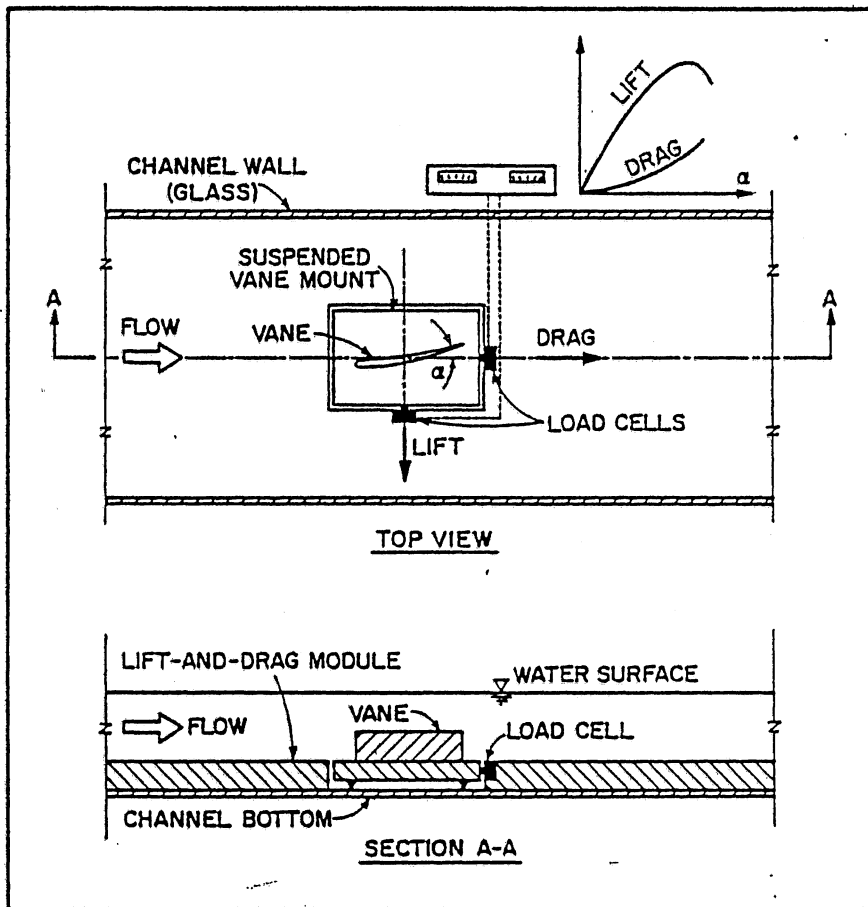 LIFT
DRAG
α
CHANNEL WALL
(GLASS)
SUSPENDED
VANE MOUNT
A
A
FLOW
VANE
α
DRAG
LOAD CELLS
LIFT
TOP VIEW
LIFT-AND-DRAG MODULE
WATER SURFACE
FLOW
VANE
LOAD CELL
CHANNEL BOTTOM
SECTION A-A